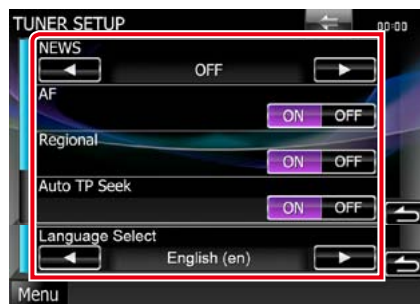 TUNER SETUP 00:00
NEWS
OFF
AF
ON OFF
Regional
ON OFF
Auto TP Seek
ON OFF
Language Select
English (en)
Menu